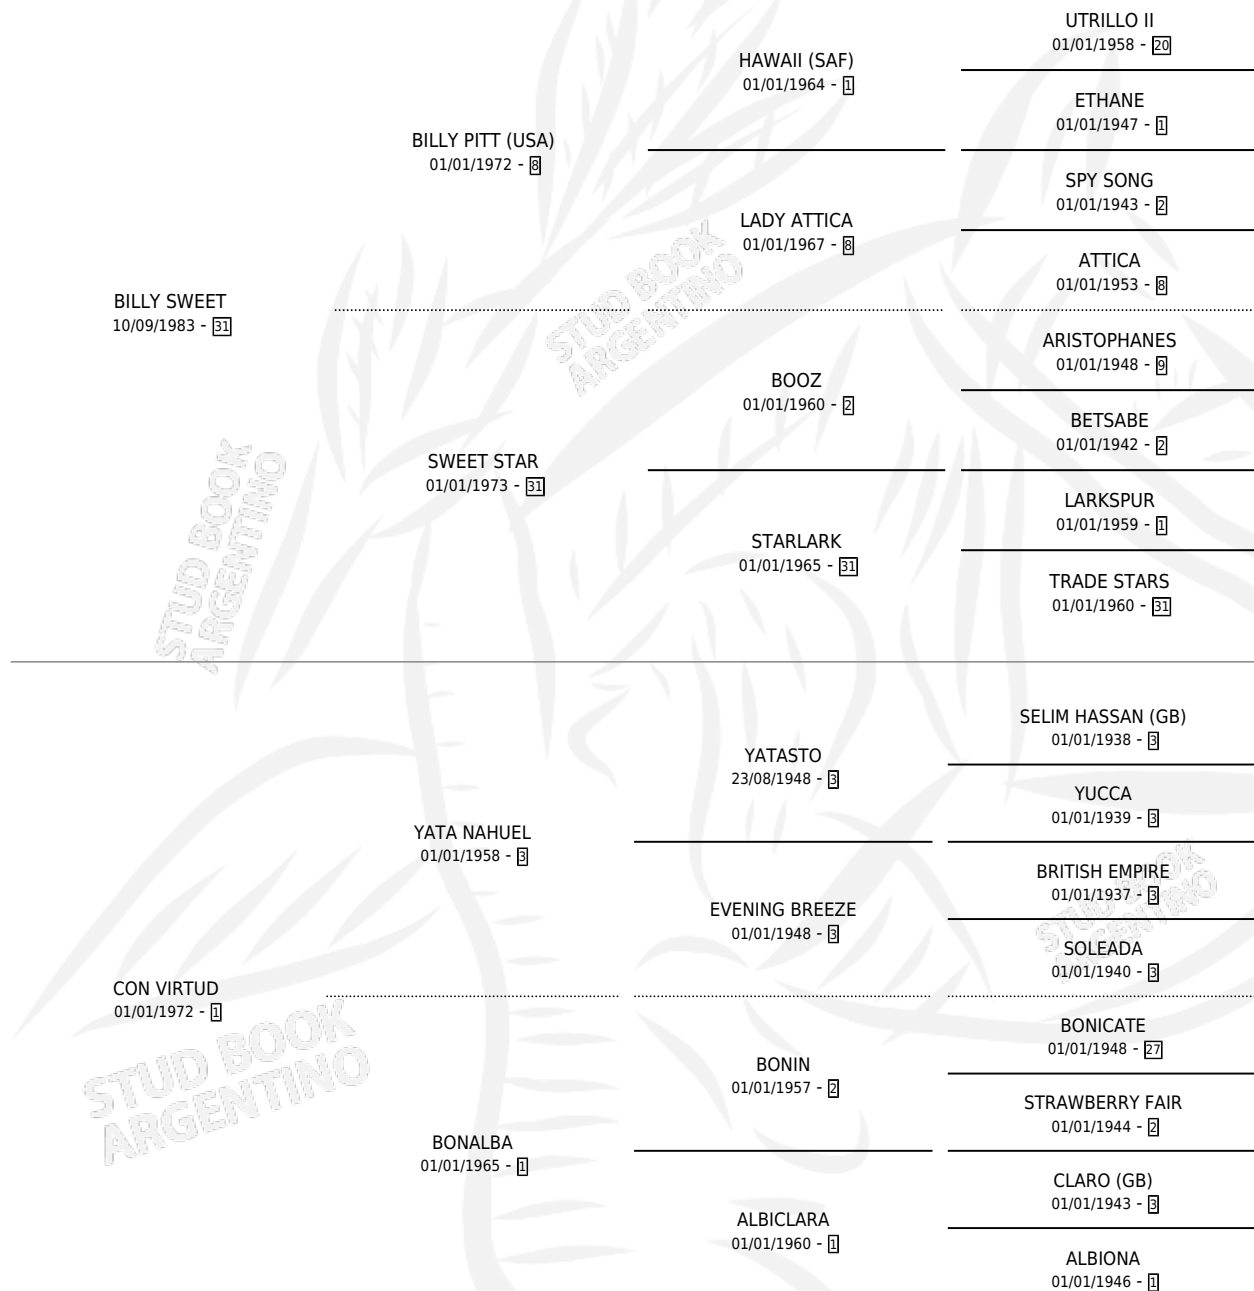 UTRILLO II
01/01/1958 - 20
HAWAII (SAF)
01/01/1964 - 1
ETHANE
01/01/1947 - 1
BILLY PITT (USA)
01/01/1972 - 8
SPY SONG
01/01/1943 - 2
LADY ATTICA
01/01/1967 - 8
ATTICA
01/01/1953 - 8
BILLY SWEET
10/09/1983 - 31
ARISTOPHANES
01/01/1948 - 9
BOOZ
01/01/1960 - 2
BETSABE
01/01/1942 - 2
SWEET STAR
01/01/1973 - 31
LARKSPUR
01/01/1959 - 1
STARLARK
01/01/1965 - 31
TRADE STARS
01/01/1960 - 31
SELIM HASSAN (GB)
01/01/1938 - 3
YATASTO
23/08/1948 - 3
YUCCA
01/01/1939 - 3
YATA NAHUEL
01/01/1958 - 3
BRITISH EMPIRE
01/01/1937 - 3
EVENING BREEZE
01/01/1948 - 3
SOLEADA
01/01/1940 - 3
CON VIRTUD
01/01/1972 - 1
BONICATE
01/01/1948 - 27
BONIN
01/01/1957 - 2
STRAWBERRY FAIR
01/01/1944 - 2
BONALBA
01/01/1965 - 1
CLARO (GB)
01/01/1943 - 3
ALBICLARA
01/01/1960 - 1
ALBIONA
01/01/1946 - 1
STUD BOOK
ARGENTINO
STUD BOOK
ARGENTINO
STUD BOOK
ARGENTINO
STUD BOOK
ARGENTINO